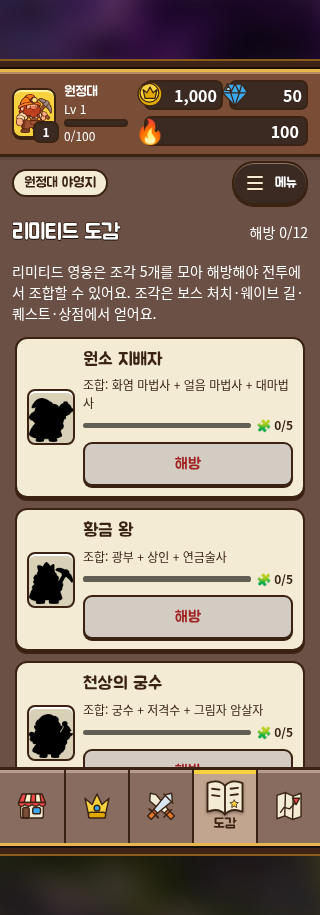 원정대
Lv 1
1
0/100
1,000
50
100
원정대 야영지
메뉴
리미티드 도감
해방 0/12
리미티드 영웅은 조각 5개를 모아 해방해야 전투에
서 조합할 수 있어요. 조각은 보스 처치·웨이브 길·
퀘스트·상점에서 얻어요.
원소 지배자
조합: 화염 마법사 + 얼음 마법사 + 대마법
사
0/5
해방
황금 왕
조합: 광부 + 상인 + 연금술사
0/5
해방
천상의 궁수
조합: 궁수 + 저격수 + 그림자 암살자
0/5
도감